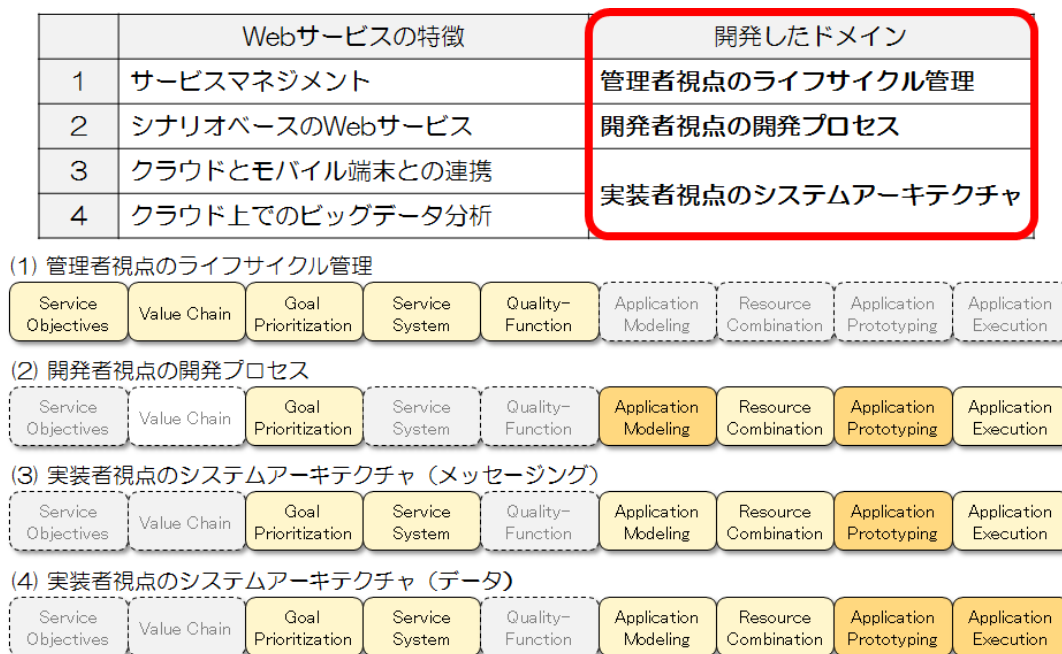 Webサービスの特徴 開発したドメイン
1 サービスマネジメント 管理者視点のライフサイクル管理
2 シナリオベースのWebサービス 開発者視点の開発プロセス
3 クラウドとモバイル端末との連携
実装者視点のシステムアーキテクチャ
4 クラウド上でのビッグデータ分析
(1) 管理者視点のライフサイクル管理
Service Objectives Value Chain Goal Prioritization Service System Quality-Function Application Modeling Resource Combination Application Prototyping Application Execution
(2) 開発者視点の開発プロセス
Service Objectives Value Chain Goal Prioritization Service System Quality-Function Application Modeling Resource Combination Application Prototyping Application Execution
(3) 実装者視点のシステムアーキテクチャ（メッセージング）
Service Objectives Value Chain Goal Prioritization Service System Quality-Function Application Modeling Resource Combination Application Prototyping Application Execution
(4) 実装者視点のシステムアーキテクチャ（データ）
Service Objectives Value Chain Goal Prioritization Service System Quality-Function Application Modeling Resource Combination Application Prototyping Application Execution